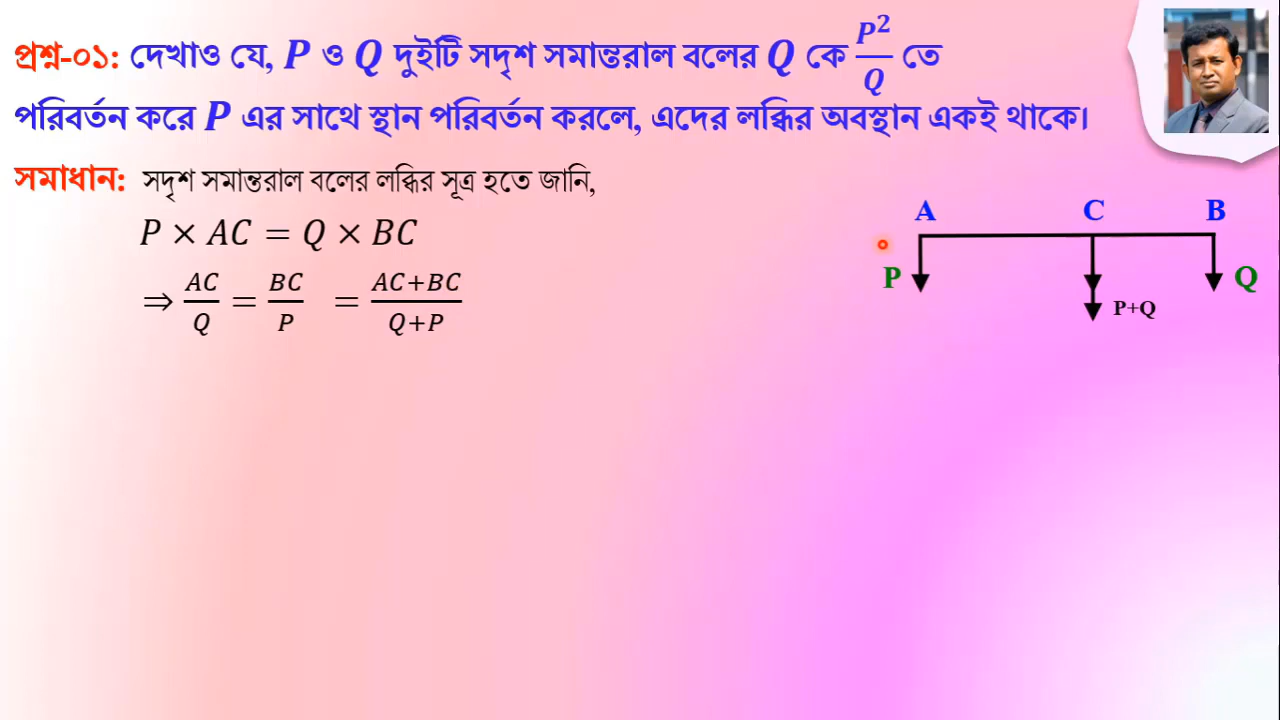 প্রশ্ন-০১: দেখাও যে, P ও Q দুইটি সদৃশ সমান্তরাল বলের Q কে P²/Q তে
পরিবর্তন করে P এর সাথে স্থান পরিবর্তন করলে, এদের লব্ধির অবস্থান একই থাকে।
সমাধান: সদৃশ সমান্তরাল বলের লব্ধির সূত্র হতে জানি,
P × AC = Q × BC
⇒ AC/Q = BC/P = AC+BC/Q+P
A C B
P Q
P+Q